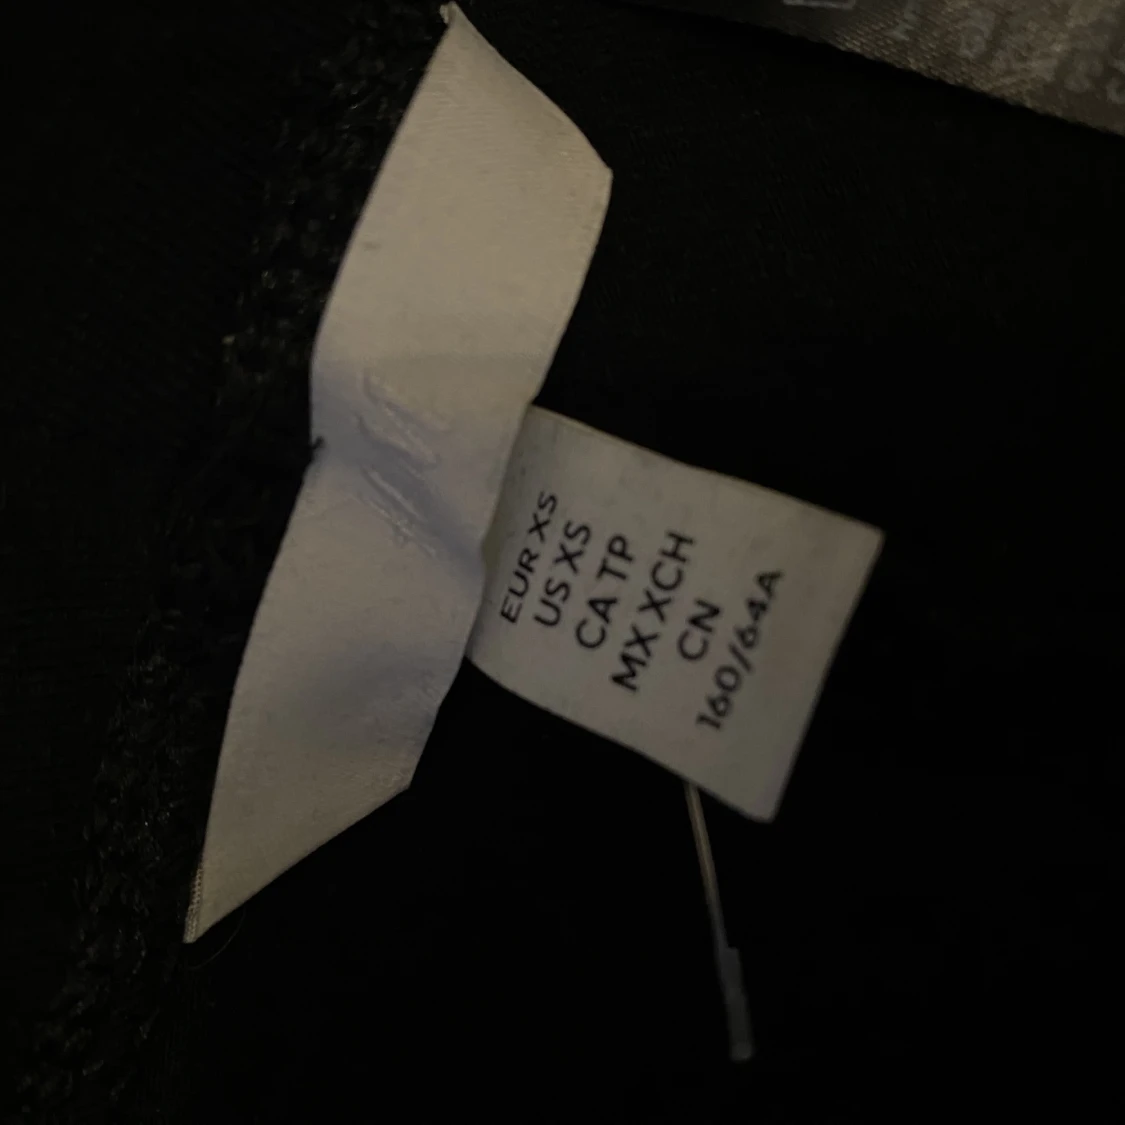 EUR XS
US XS
CA TP
MX XCH
CN
160/64A